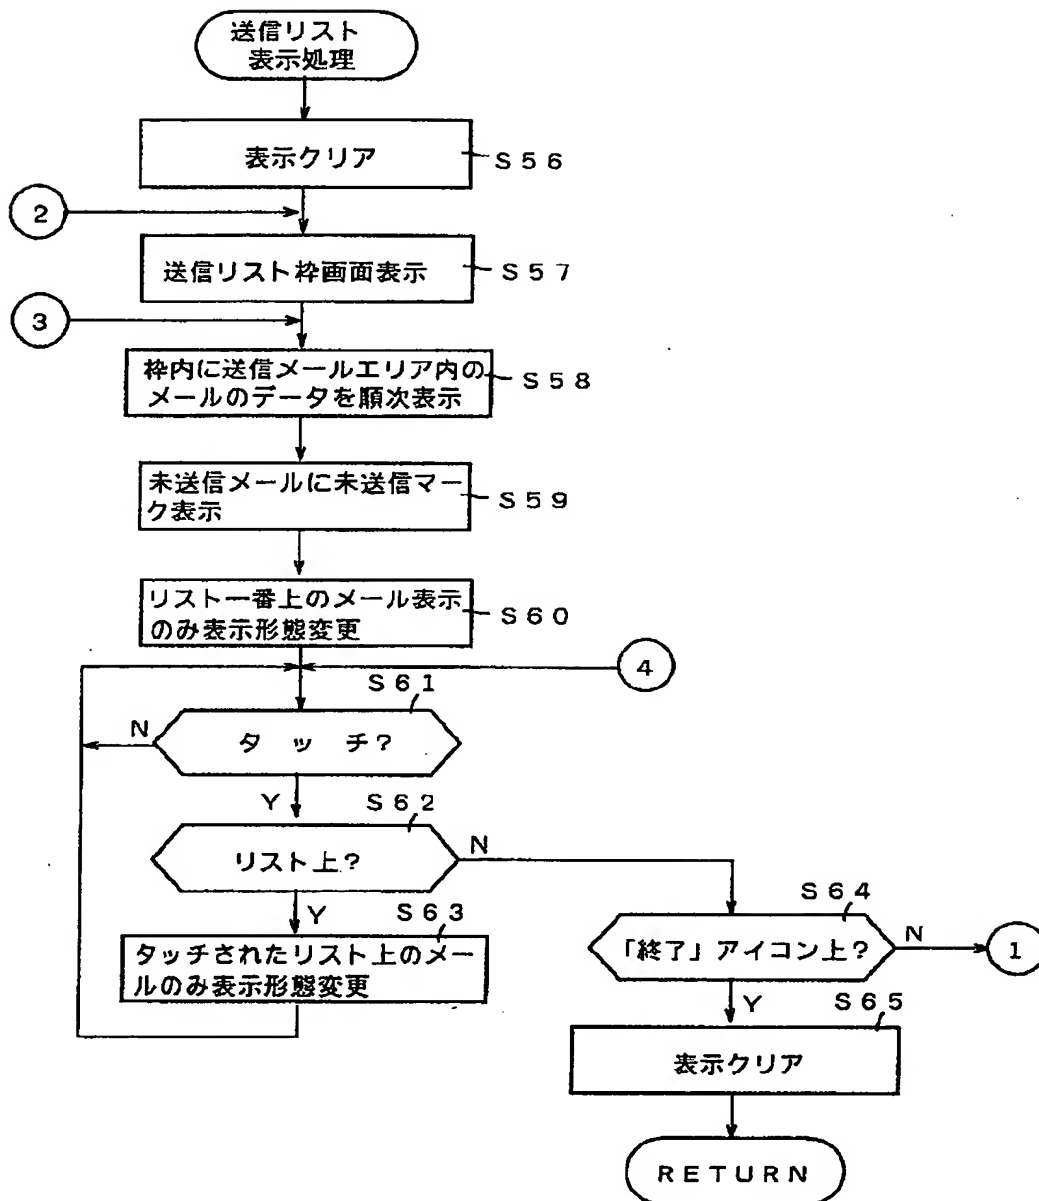 送信リスト
表示処理
表示クリア
S56
2
送信リスト枠画面表示
S57
3
枠内に送信メールエリア内の
メールのデータを順次表示
S58
未送信メールに未送信マー
ク表示
S59
リスト一番上のメール表示
のみ表示形態変更
S60
4
S61
N
タッチ?
Y
S62
リスト上?
N
Y
S63
タッチされたリスト上のメー
ルのみ表示形態変更
S64
「終了」アイコン上?
N
1
Y
S65
表示クリア
RETURN